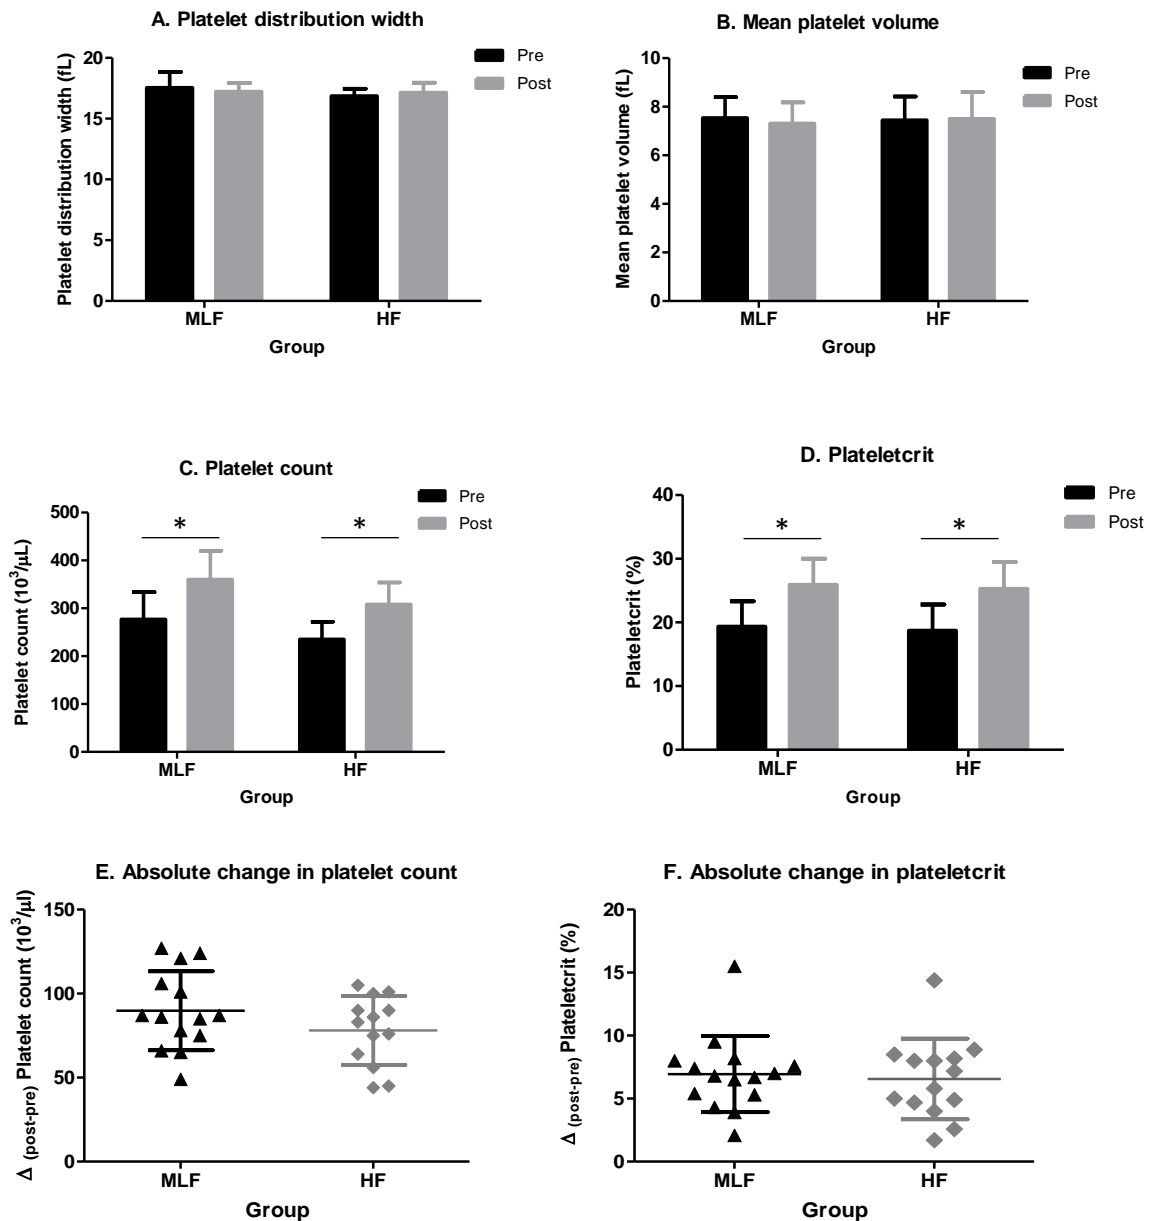 A. Platelet distribution width
Platelet distribution width (fL)
20
15
10
5
0
Pre
Post
MLF HF
Group
B. Mean platelet volume
Mean platelet volume (fL)
10
8
6
4
2
0
Pre
Post
MLF HF
Group
C. Platelet count
Platelet count (10³/μL)
500
400
300
200
100
0
Pre
Post
* *
MLF HF
Group
D. Plateletcrit
Plateletcrit (%)
40
30
20
10
0
Pre
Post
* *
MLF HF
Group
E. Absolute change in platelet count
Δ (post-pre) Platelet count (10³/μl)
150
100
50
0
MLF HF
Group
F. Absolute change in plateletcrit
Δ (post-pre) Plateletcrit (%)
20
15
10
5
0
MLF HF
Group